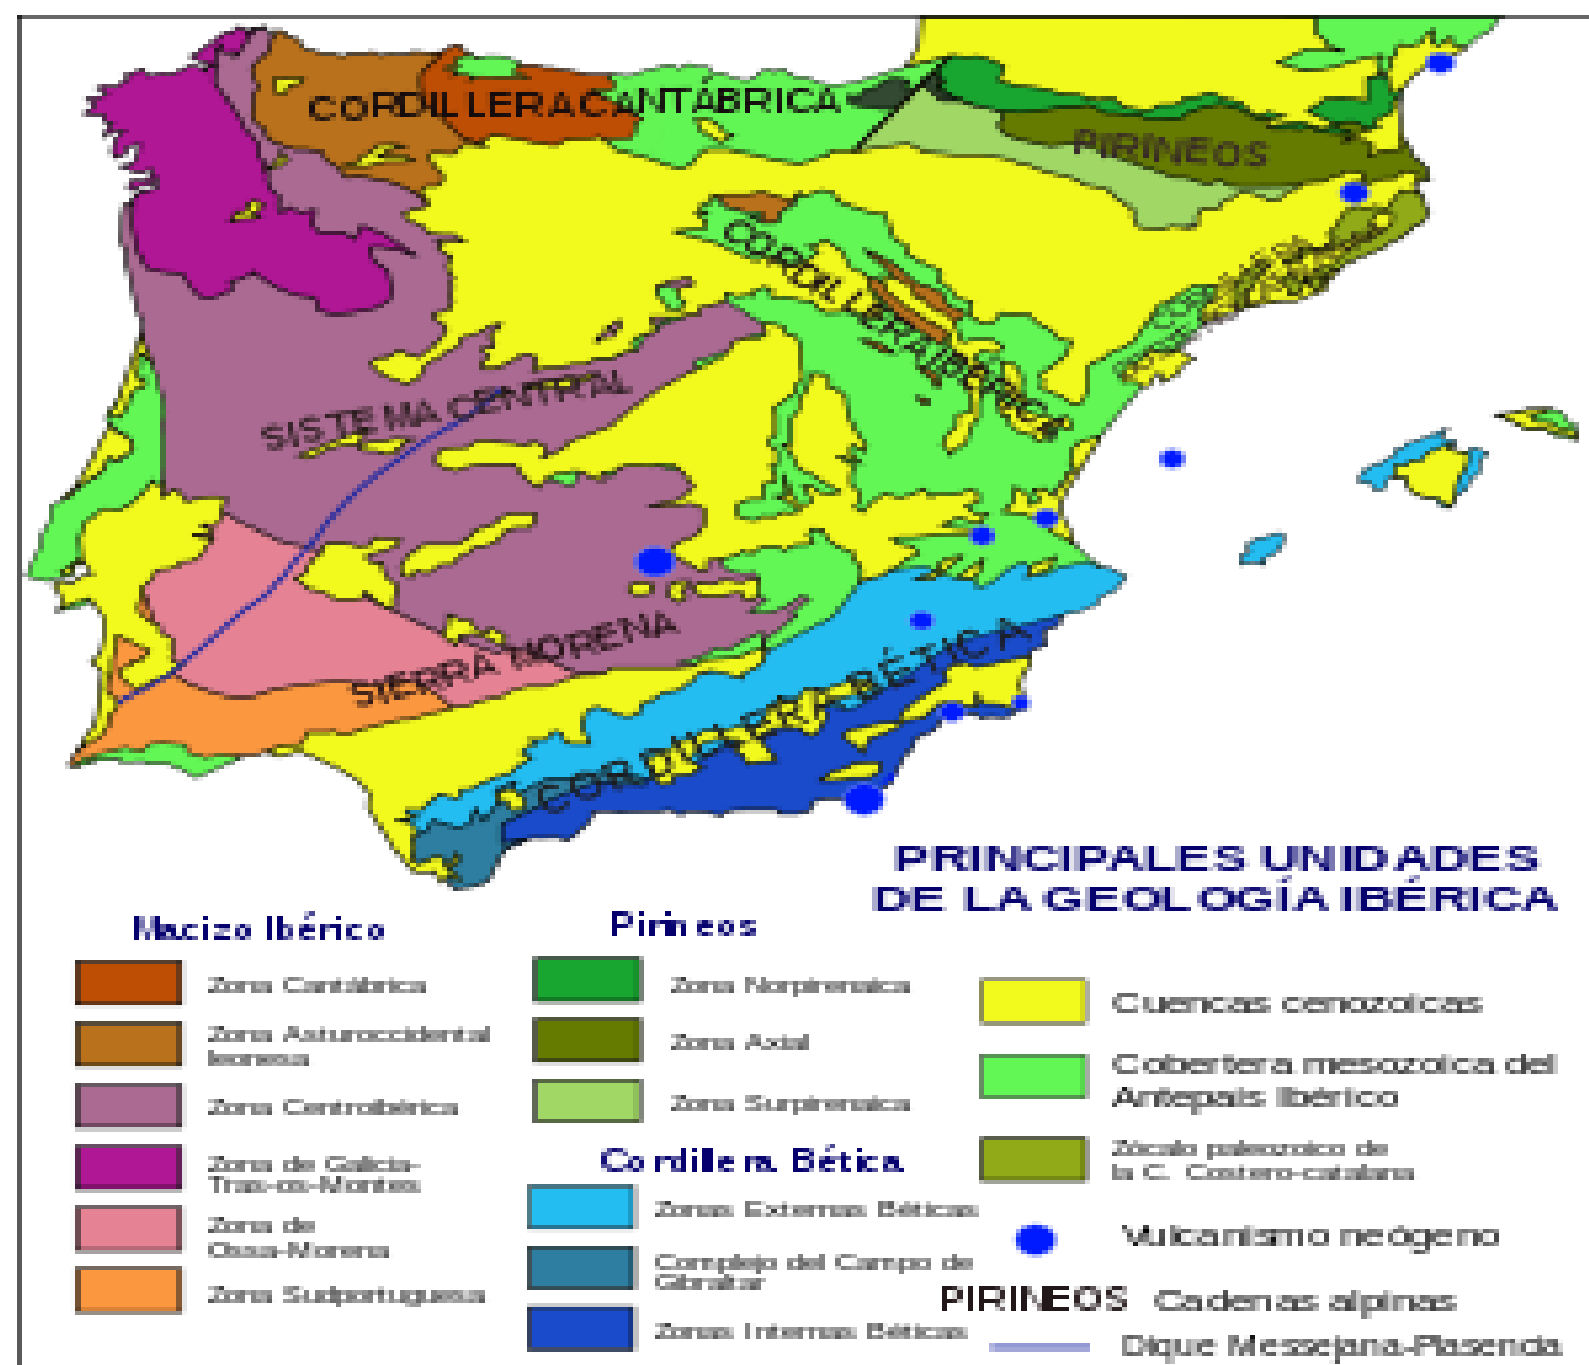 CORDILLERA CANTÁBRICA
PIRINEOS
CORDILLERA IBÉRICA
SISTEMA CENTRAL
SIERRA MORENA
CORDILLERA BÉTICA
PRINCIPALES UNIDADES
DE LA GEOLOGÍA IBÉRICA
Macizo Ibérico
Zona Cantábrica
Zona Asturoccidental
leonesa
Zona Centroibérica
Zona de Galicia-
Tras-os-Montes
Zona de
Ossa-Morena
Zona Sudportuguesa
Pirineos
Zona Norpirenaica
Zona Axial
Zona Surpirenaica
Cordillera Bética
Zonas Externas Béticas
Complejo del Campo de
Gibraltar
Zonas Internas Béticas
Cuencas cenozoicas
Cobertera mesozoica del
Antepaís Ibérico
Zócalo paleozoico de
la C. Costero-catalana
Vulcanismo neógeno
PIRINEOS Cadenas alpinas
Dique Messejana-Plasencia